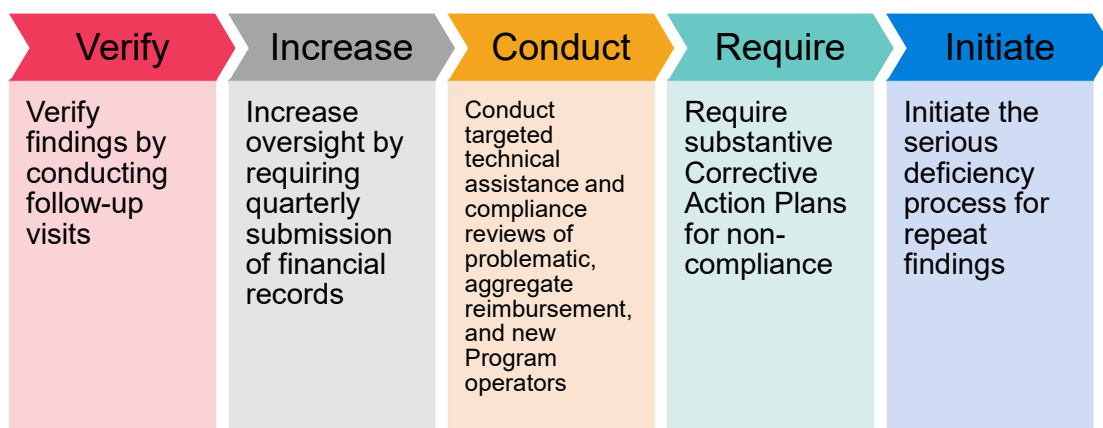 Verify
Verify
findings by
conducting
follow-up
visits
Increase
Increase
oversight by
requiring
quarterly
submission
of financial
records
Conduct
Conduct
targeted
technical
assistance and
compliance
reviews of
problematic,
aggregate
reimbursement,
and new
Program
operators
Require
Require
substantive
Corrective
Action Plans
for non-
compliance
Initiate
Initiate the
serious
deficiency
process for
repeat
findings